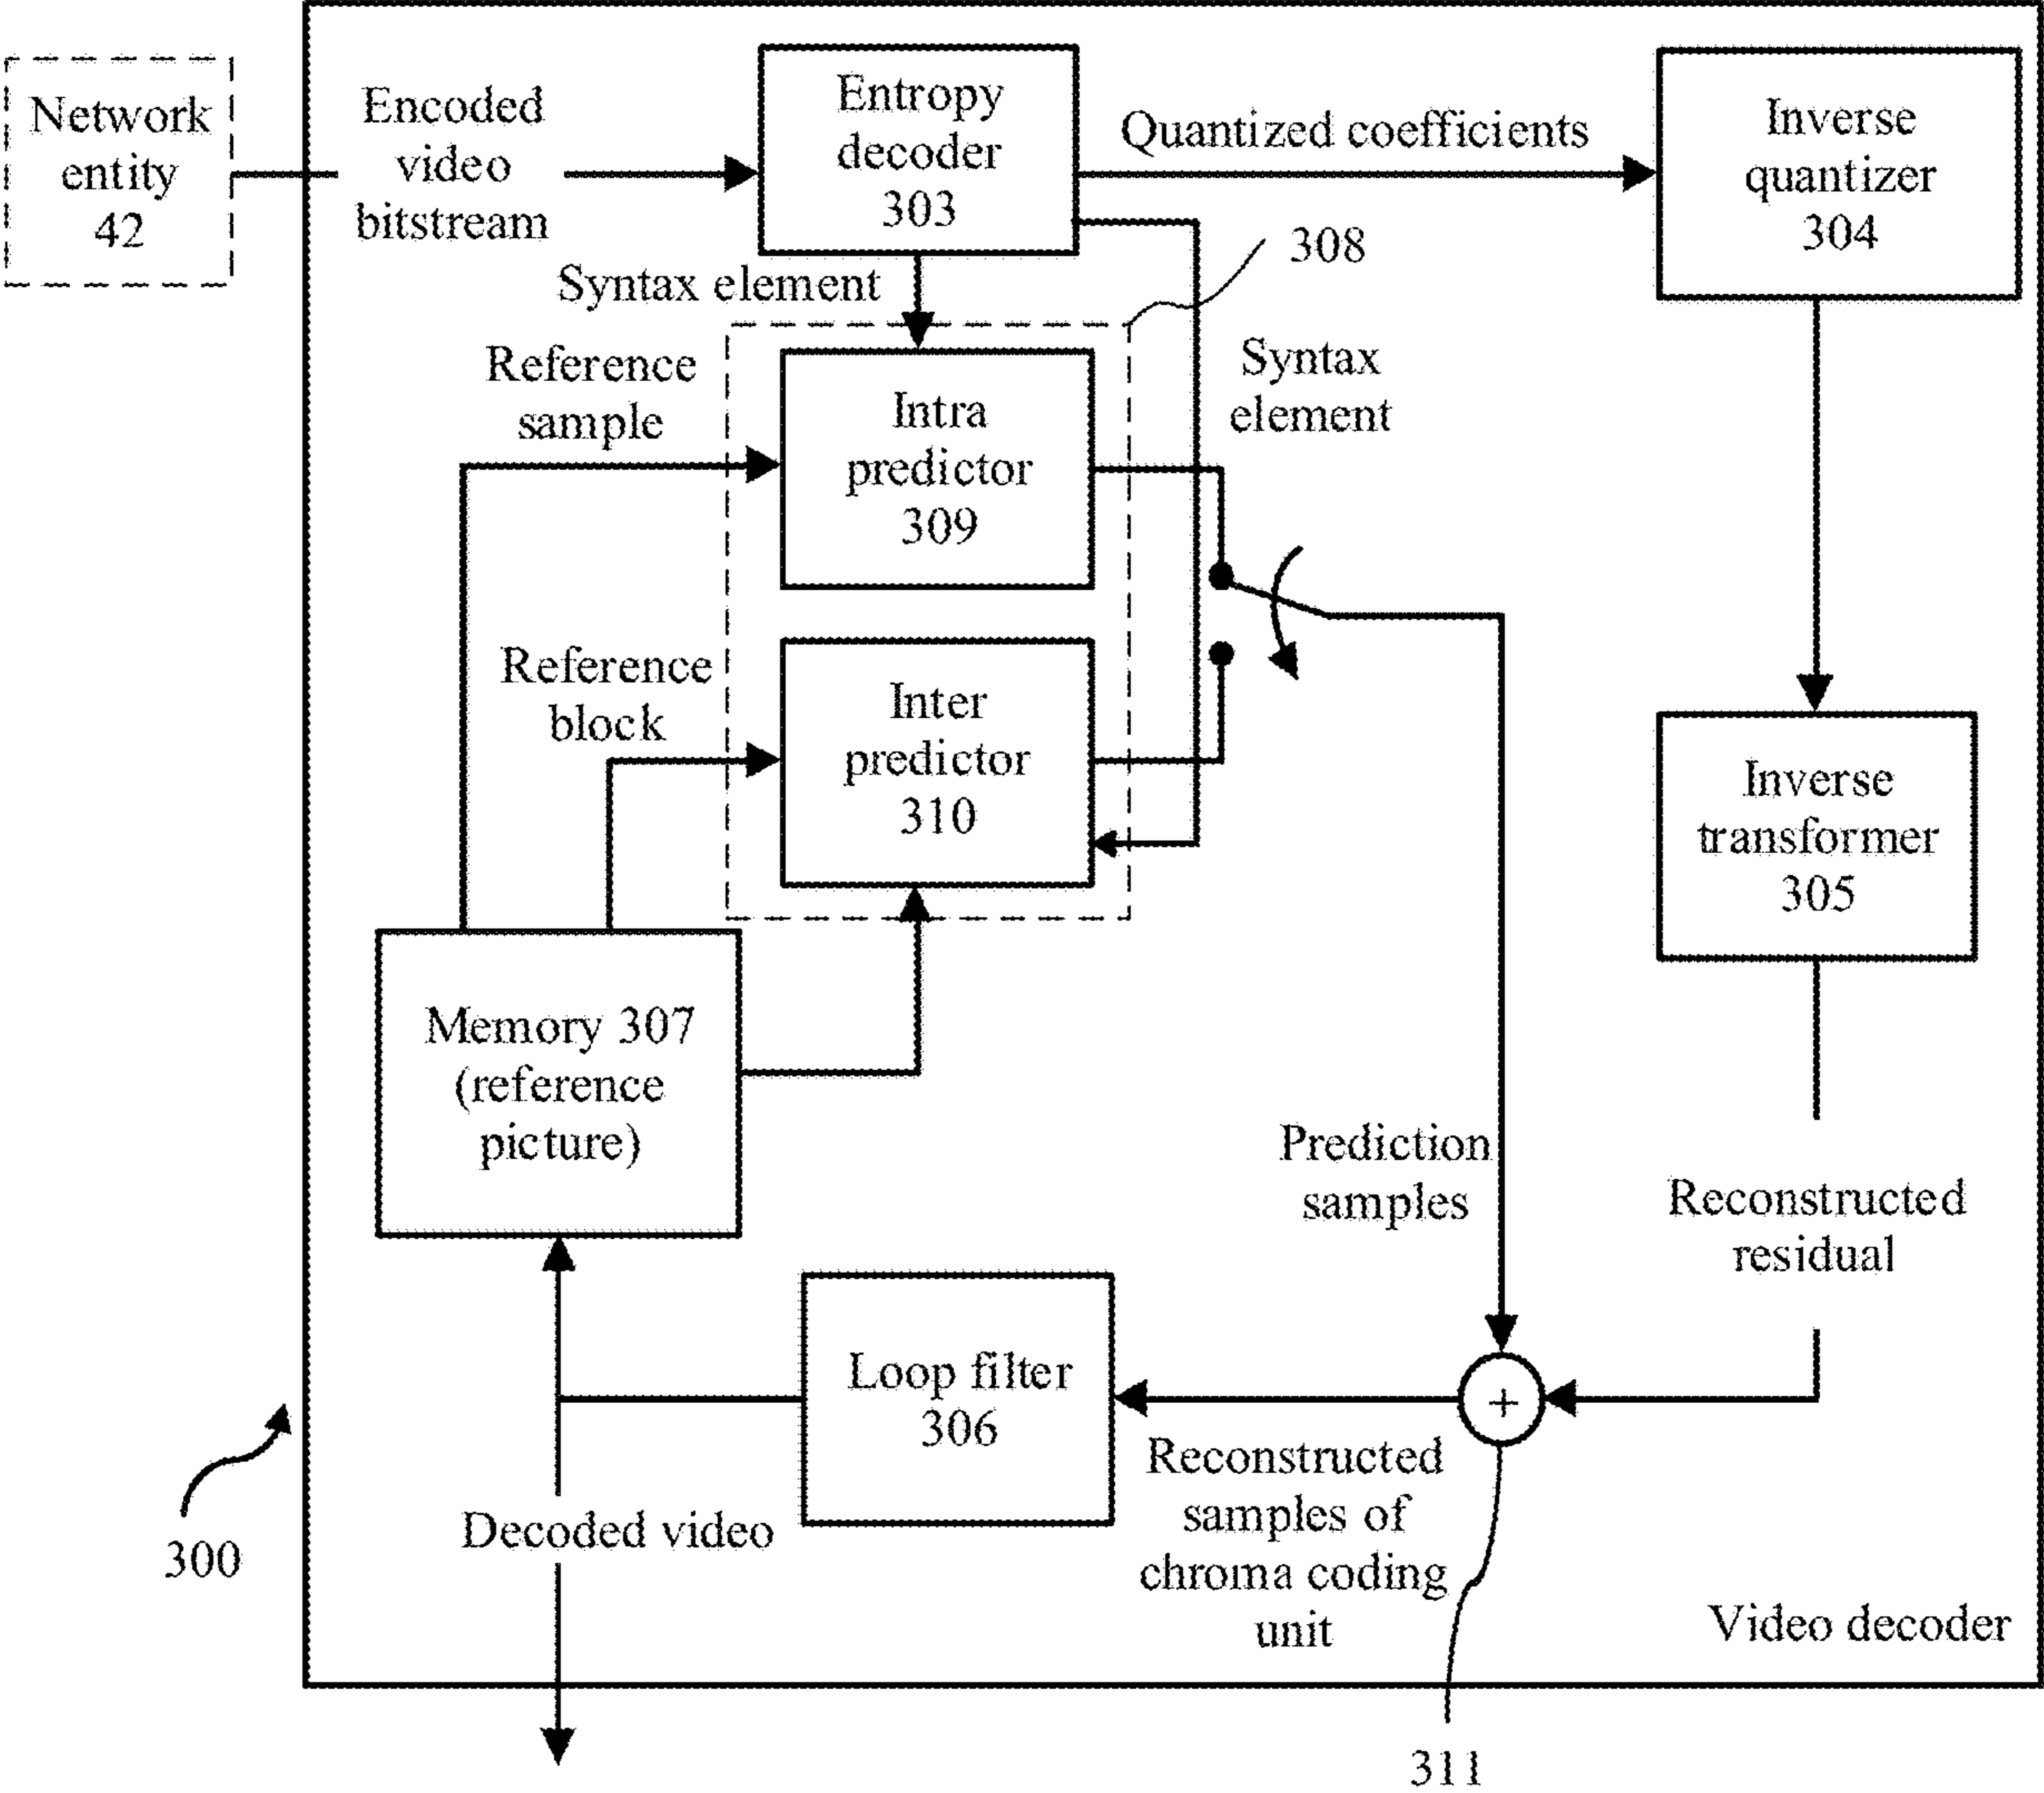 Network
entity
42
Encoded
video
bitstream
Entropy
decoder
303
Quantized coefficients
Inverse
quantizer
304
Syntax element
308
Reference
sample
Intra
predictor
309
Syntax
element
Reference
block
Inter
predictor
310
Inverse
transformer
305
Memory 307
(reference
picture)
Prediction
samples
Reconstructed
residual
Loop filter
306
+
Reconstructed
samples of
chroma coding
unit
Decoded video
300
Video decoder
311